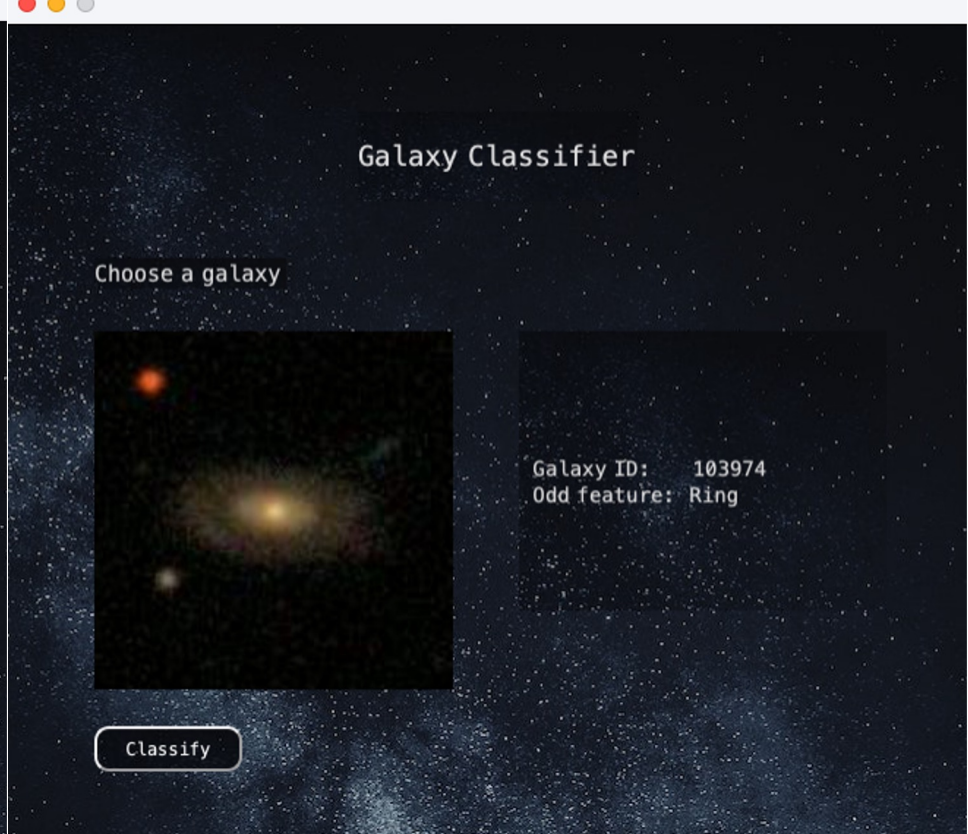 Galaxy Classifier
Choose a galaxy
Galaxy ID: 103974
Odd feature: Ring
Classify